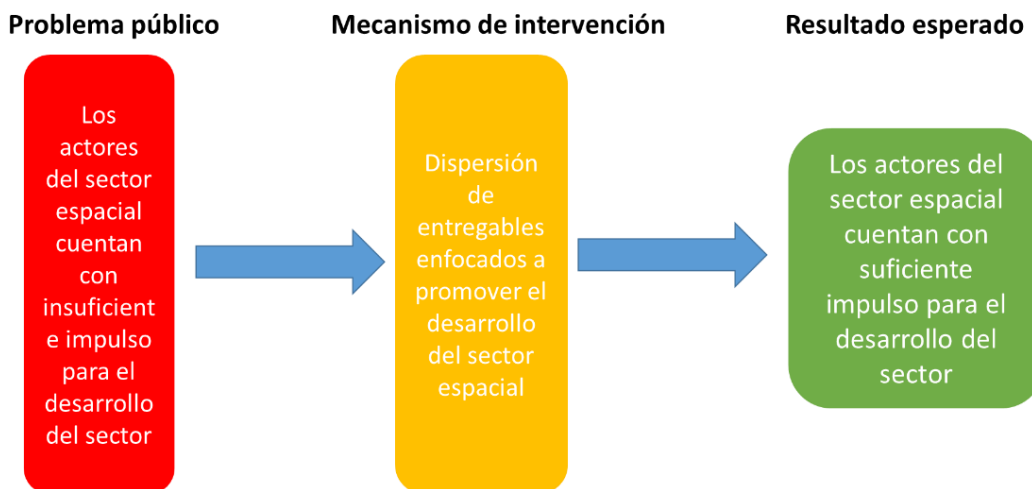 Problema público
Mecanismo de intervención
Resultado esperado
Los
actores
del sector
espacial
cuentan
con
insuficient
e impulso
para el
desarrollo
del sector
Dispersión
de
entregables
enfocados a
promover el
desarrollo
del sector
espacial
Los actores del
sector espacial
cuentan con
suficiente
impulso para el
desarrollo del
sector